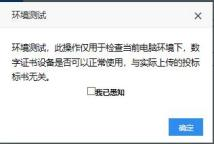 环境测试
环境测试，此操作仅用于检查当前电脑环境下，数
字证书设备是否可以正常使用，与实际上传的投标
标书无关。
我已愚知
确定